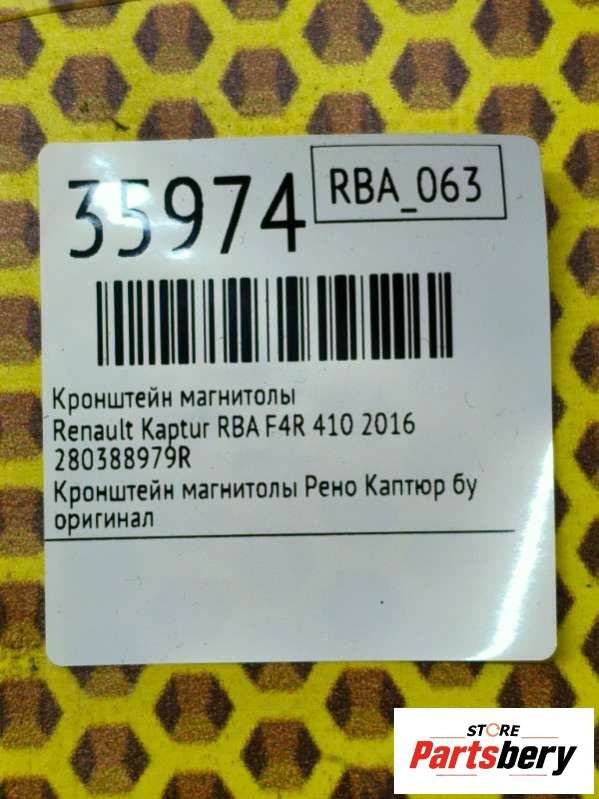 35974
RBA_063
Кронштейн магнитолы
Renault Kaptur RBA F4R 410 2016
280388979R
Кронштейн магнитолы Рено Каптюр бу
оригинал
STORE
Partsbery